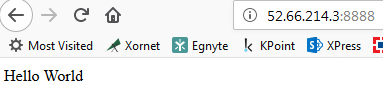 52.66.214.3:8888
Most Visited Xornet Egnyte KPoint XPress
Hello World